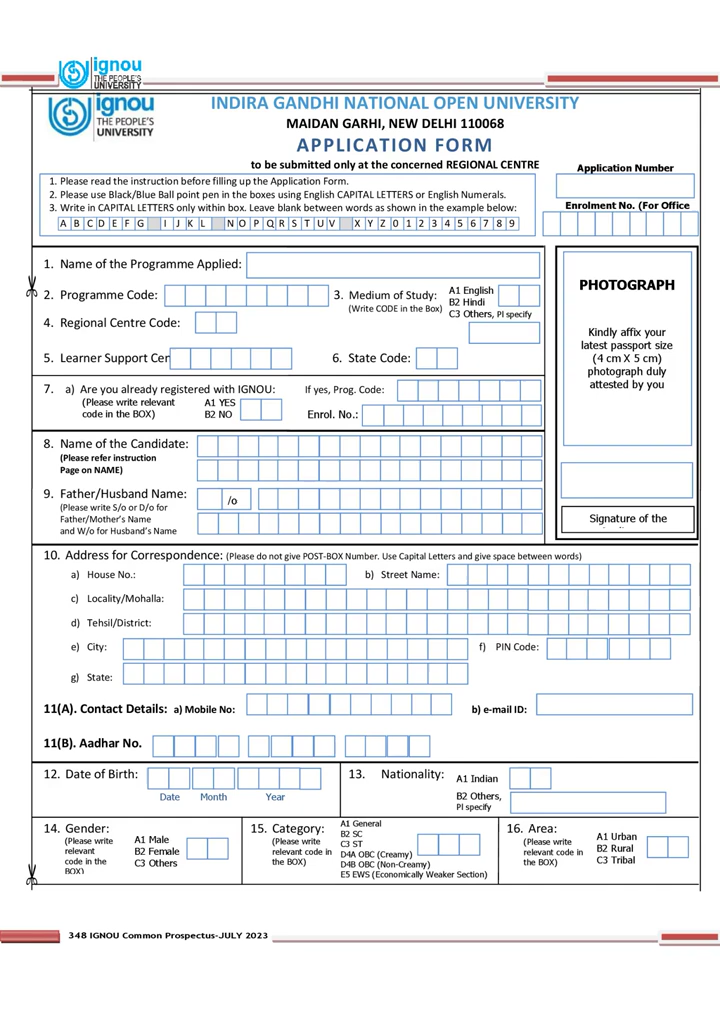 ignou
THE PEOPLE'S
UNIVERSITY
ignou
THE PEOPLE'S
UNIVERSITY
INDIRA GANDHI NATIONAL OPEN UNIVERSITY
MAIDAN GARHI, NEW DELHI 110068
APPLICATION FORM
to be submitted only at the concerned REGIONAL CENTRE
Application Number
1. Please read the instruction before filling up the Application Form.
2. Please use Black/Blue Ball point pen in the boxes using English CAPITAL LETTERS or English Numerals.
3. Write in CAPITAL LETTERS only within box. Leave blank between words as shown in the example below:
A B C D E F G I J K L N O P Q R S T U V X Y Z 0 1 2 3 4 5 6 7 8 9
Enrolment No. (For Office
1. Name of the Programme Applied:
2. Programme Code:
3. Medium of Study:
(Write CODE in the Box)
A1 English
B2 Hindi
C3 Others, Pl specify
4. Regional Centre Code:
5. Learner Support Cen
6. State Code:
PHOTOGRAPH
Kindly affix your
latest passport size
(4 cm X 5 cm)
photograph duly
attested by you
Signature of the
7. a) Are you already registered with IGNOU:
(Please write relevant
code in the BOX)
A1 YES
B2 NO
If yes, Prog. Code:
Enrol. No.:
8. Name of the Candidate:
(Please refer instruction
Page on NAME)
9. Father/Husband Name:
(Please write S/o or D/o for
Father/Mother's Name
and W/o for Husband's Name
/o
10. Address for Correspondence: (Please do not give POST-BOX Number. Use Capital Letters and give space between words)
a) House No.:
b) Street Name:
c) Locality/Mohalla:
d) Tehsil/District:
e) City:
f) PIN Code:
g) State:
11(A). Contact Details: a) Mobile No:
b) e-mail ID:
11(B). Aadhar No.
12. Date of Birth:
Date Month Year
13. Nationality:
A1 Indian
B2 Others,
Pl specify
14. Gender:
(Please write
relevant
code in the
BOX)
A1 Male
B2 Female
C3 Others
15. Category:
(Please write
relevant code in
the BOX)
A1 General
B2 SC
C3 ST
D4A OBC (Creamy)
D4B OBC (Non-Creamy)
E5 EWS (Economically Weaker Section)
16. Area:
(Please write
relevant code in
the BOX)
A1 Urban
B2 Rural
C3 Tribal
348 IGNOU Common Prospectus-JULY 2023